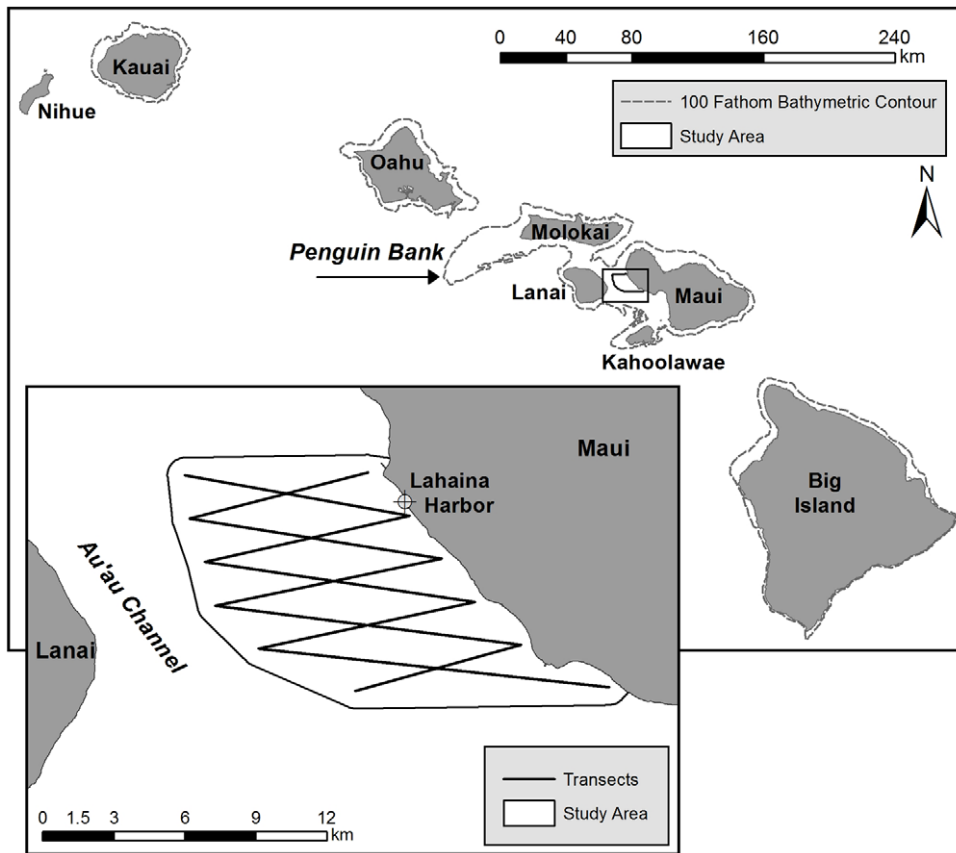 0 40 80 160 240
km
100 Fathom Bathymetric Contour
Study Area
N
Kauai
Nihue
Oahu
Molokai
Penguin Bank
Lanai
Maui
Kahoolawae
Big
Island
Maui
Lahaina
Harbor
Au'au Channel
Lanai
Transects
Study Area
0 1.5 3 6 9 12
km